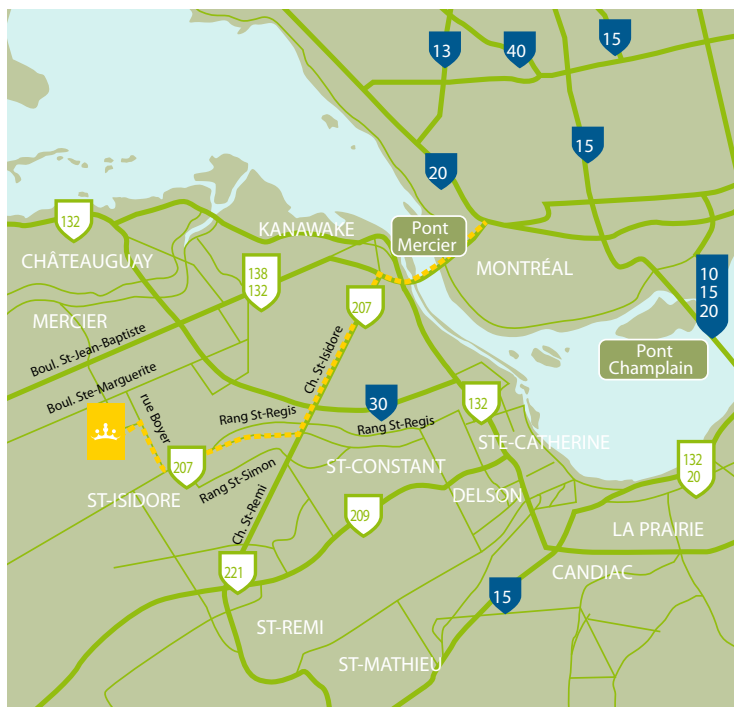 13
40
15
15
20
132
KANAWAKE
Pont
Mercier
CHÂTEAUGUAY
138
132
MONTRÉAL
10
15
20
207
MERCIER
Ch. St-Isidore
Pont
Champlain
Boul. St-Jean-Baptiste
Boul. Ste-Marguerite
rue Boyer
30
132
Rang St-Regis
Rang St-Regis
STE-CATHERINE
207
Rang St-Simon
ST-CONSTANT
132
20
ST-ISIDORE
DELSON
Ch. St-Remi
209
LA PRAIRIE
221
CANDIAC
15
ST-REMI
ST-MATHIEU